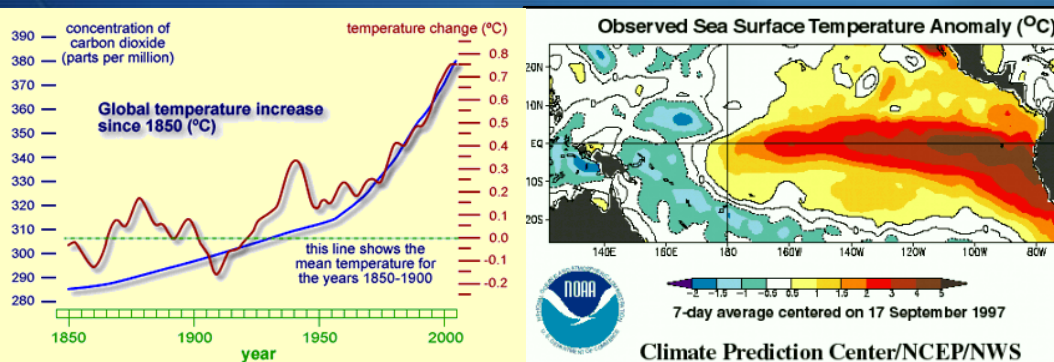 concentration of
carbon dioxide
(parts per million)
temperature change (ºC)
Global temperature increase
since 1850 (ºC)
390
380
370
360
350
340
330
320
310
300
290
280
0.8
0.7
0.6
0.5
0.4
0.3
0.2
0.1
0.0
-0.1
-0.2
this line shows the
mean temperature for
the years 1850-1900
1850 1900 1950 2000
year
Observed Sea Surface Temperature Anomaly (ºC)
20N
10N
EQ
10S
20S
140E 160E 180 160W 140W 120W 100W 80W
NOAA
-2 -1 -0.5 0.5 1 2 3 4 5
7-day average centered on 17 September 1997
Climate Prediction Center/NCEP/NWS